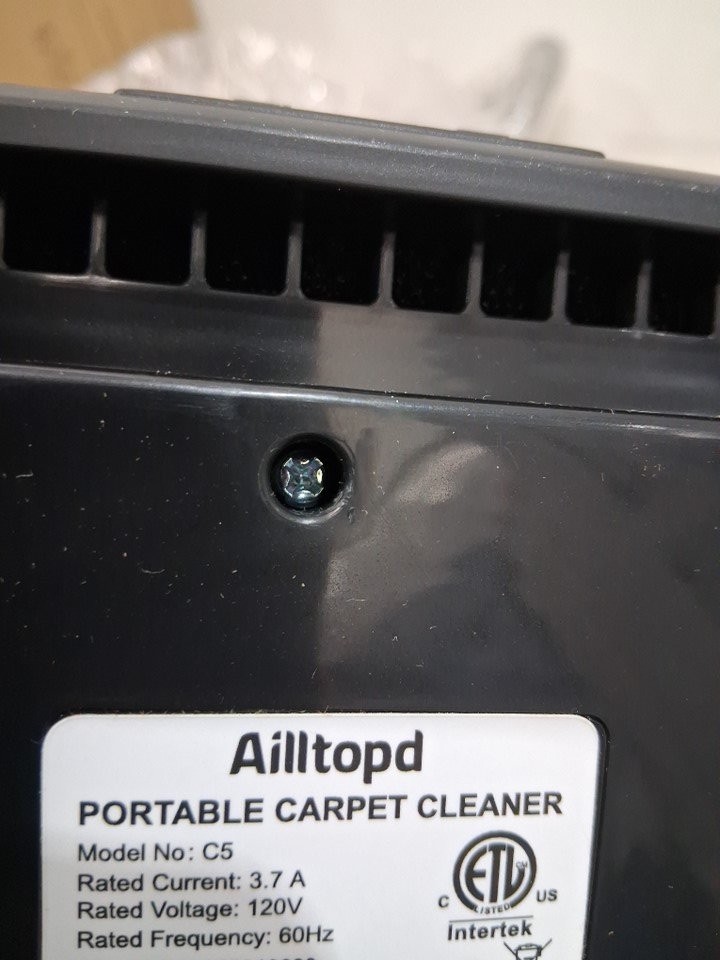 Ailltopd
PORTABLE CARPET CLEANER
Model No: C5
Rated Current: 3.7 A
Rated Voltage: 120V
Rated Frequency: 60Hz
ETL
CM
LISTED
C
US
Intertek